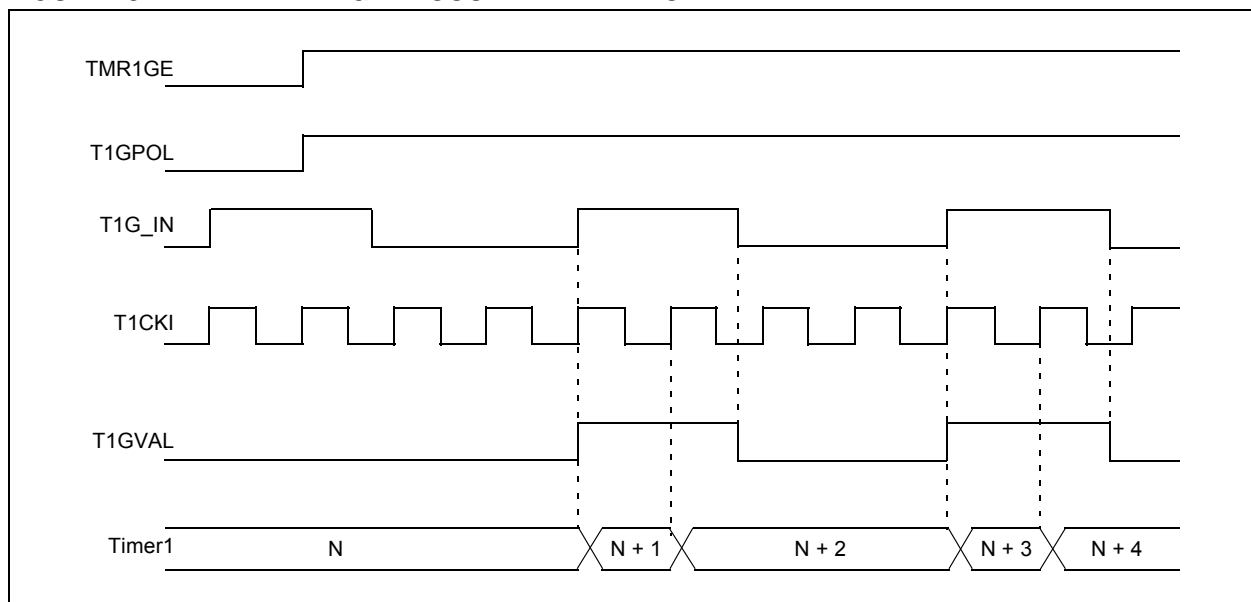 TMR1GE
T1GPOL
T1G_IN
T1CKI
T1GVAL
Timer1 N N + 1 N + 2 N + 3 N + 4